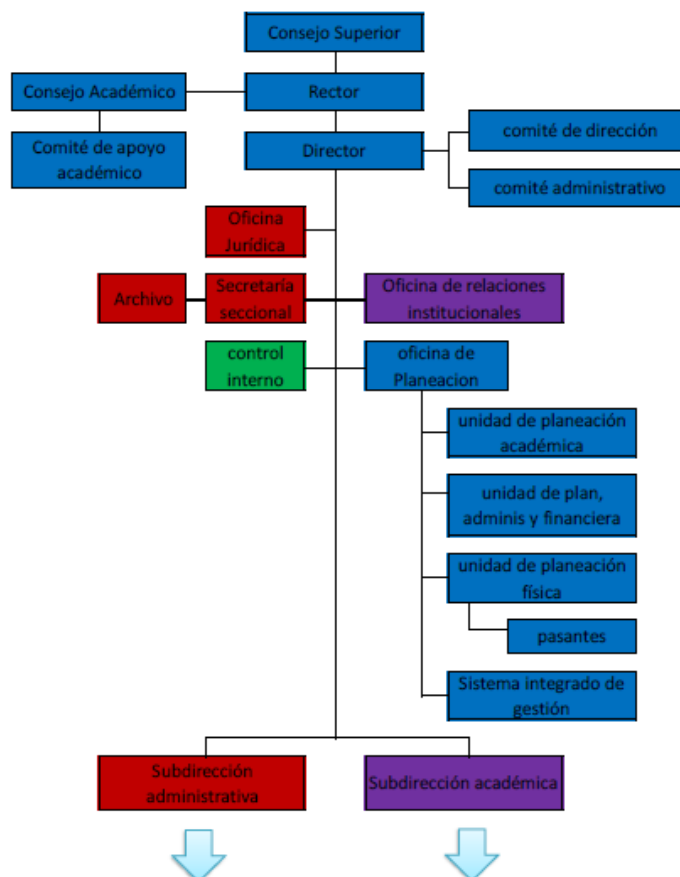 Consejo Superior
Consejo Académico
Rector
Comité de apoyo
académico
Director
comité de dirección
comité administrativo
Oficina
Jurídica
Archivo
Secretaría
seccional
Oficina de relaciones
institucionales
control
interno
oficina de
Planeacion
unidad de planeación
académica
unidad de plan,
adminis y financiera
unidad de planeación
física
pasantes
Sistema integrado de
gestión
Subdirección
administrativa
Subdirección académica